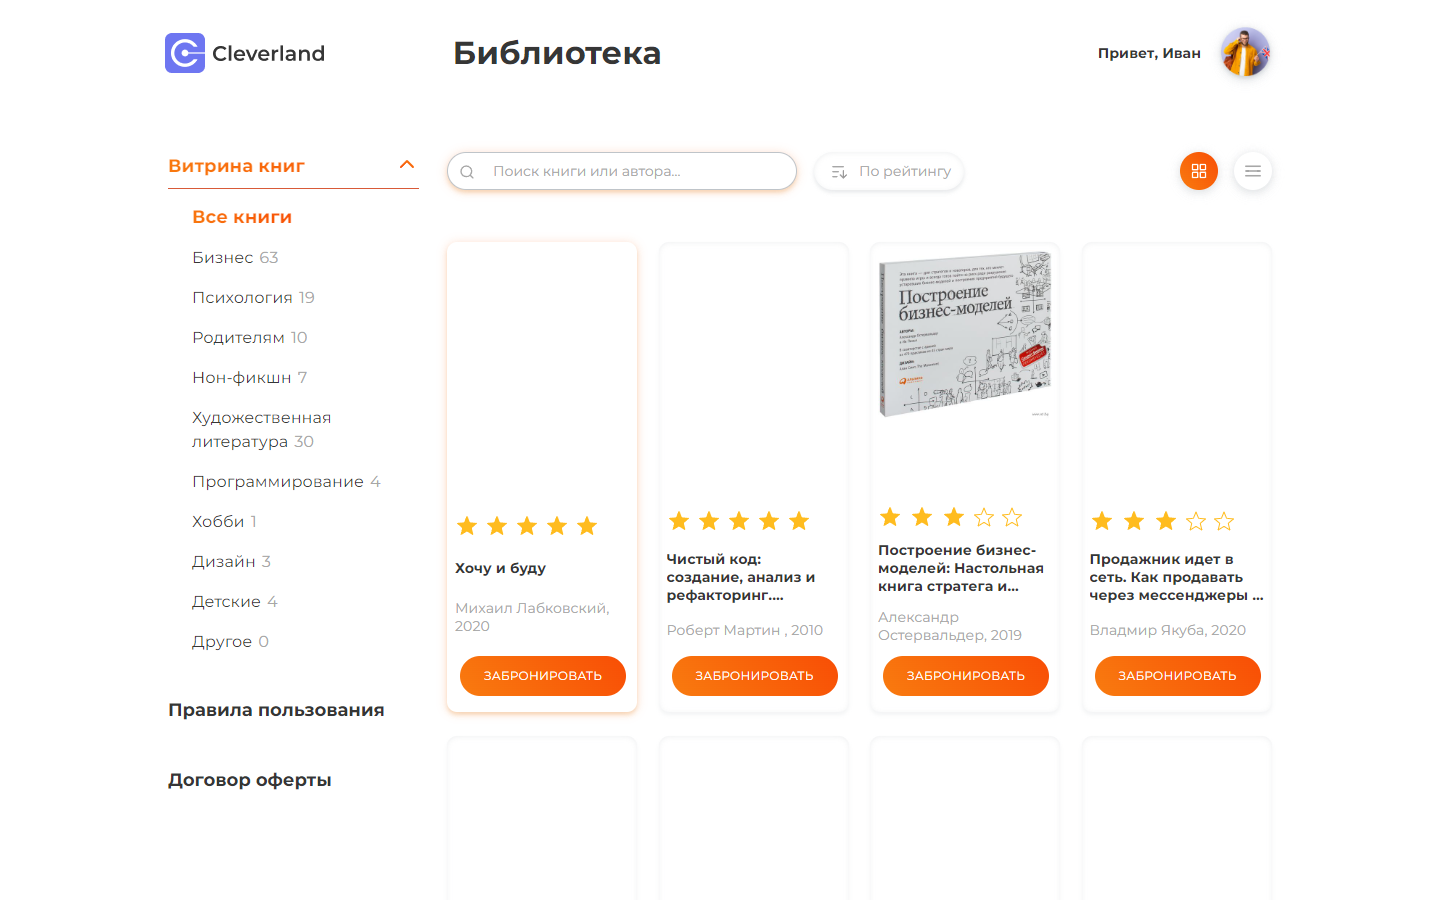 Cleverland
Библиотека
Привет, Иван
Витрина книг
Поиск книги или автора...
По рейтингу
Все книги
Бизнес 63
Психология 19
Родителям 10
Нон-фикшн 7
Художественная
литература 30
Программирование 4
Хобби 1
Дизайн 3
Детские 4
Другое 0
Правила пользования
Договор оферты
Хочу и буду
Михаил Лабковский,
2020
ЗАБРОНИРОВАТЬ
Чистый код:
создание, анализ и
рефакторинг....
Роберт Мартин , 2010
ЗАБРОНИРОВАТЬ
Построение
бизнес-моделей
Построение бизнес-
моделей: Настольная
книга стратега и...
Александр
Остервальдер, 2019
ЗАБРОНИРОВАТЬ
Продажник идет в
сеть. Как продавать
через мессенджеры ...
Владмир Якуба, 2020
ЗАБРОНИРОВАТЬ